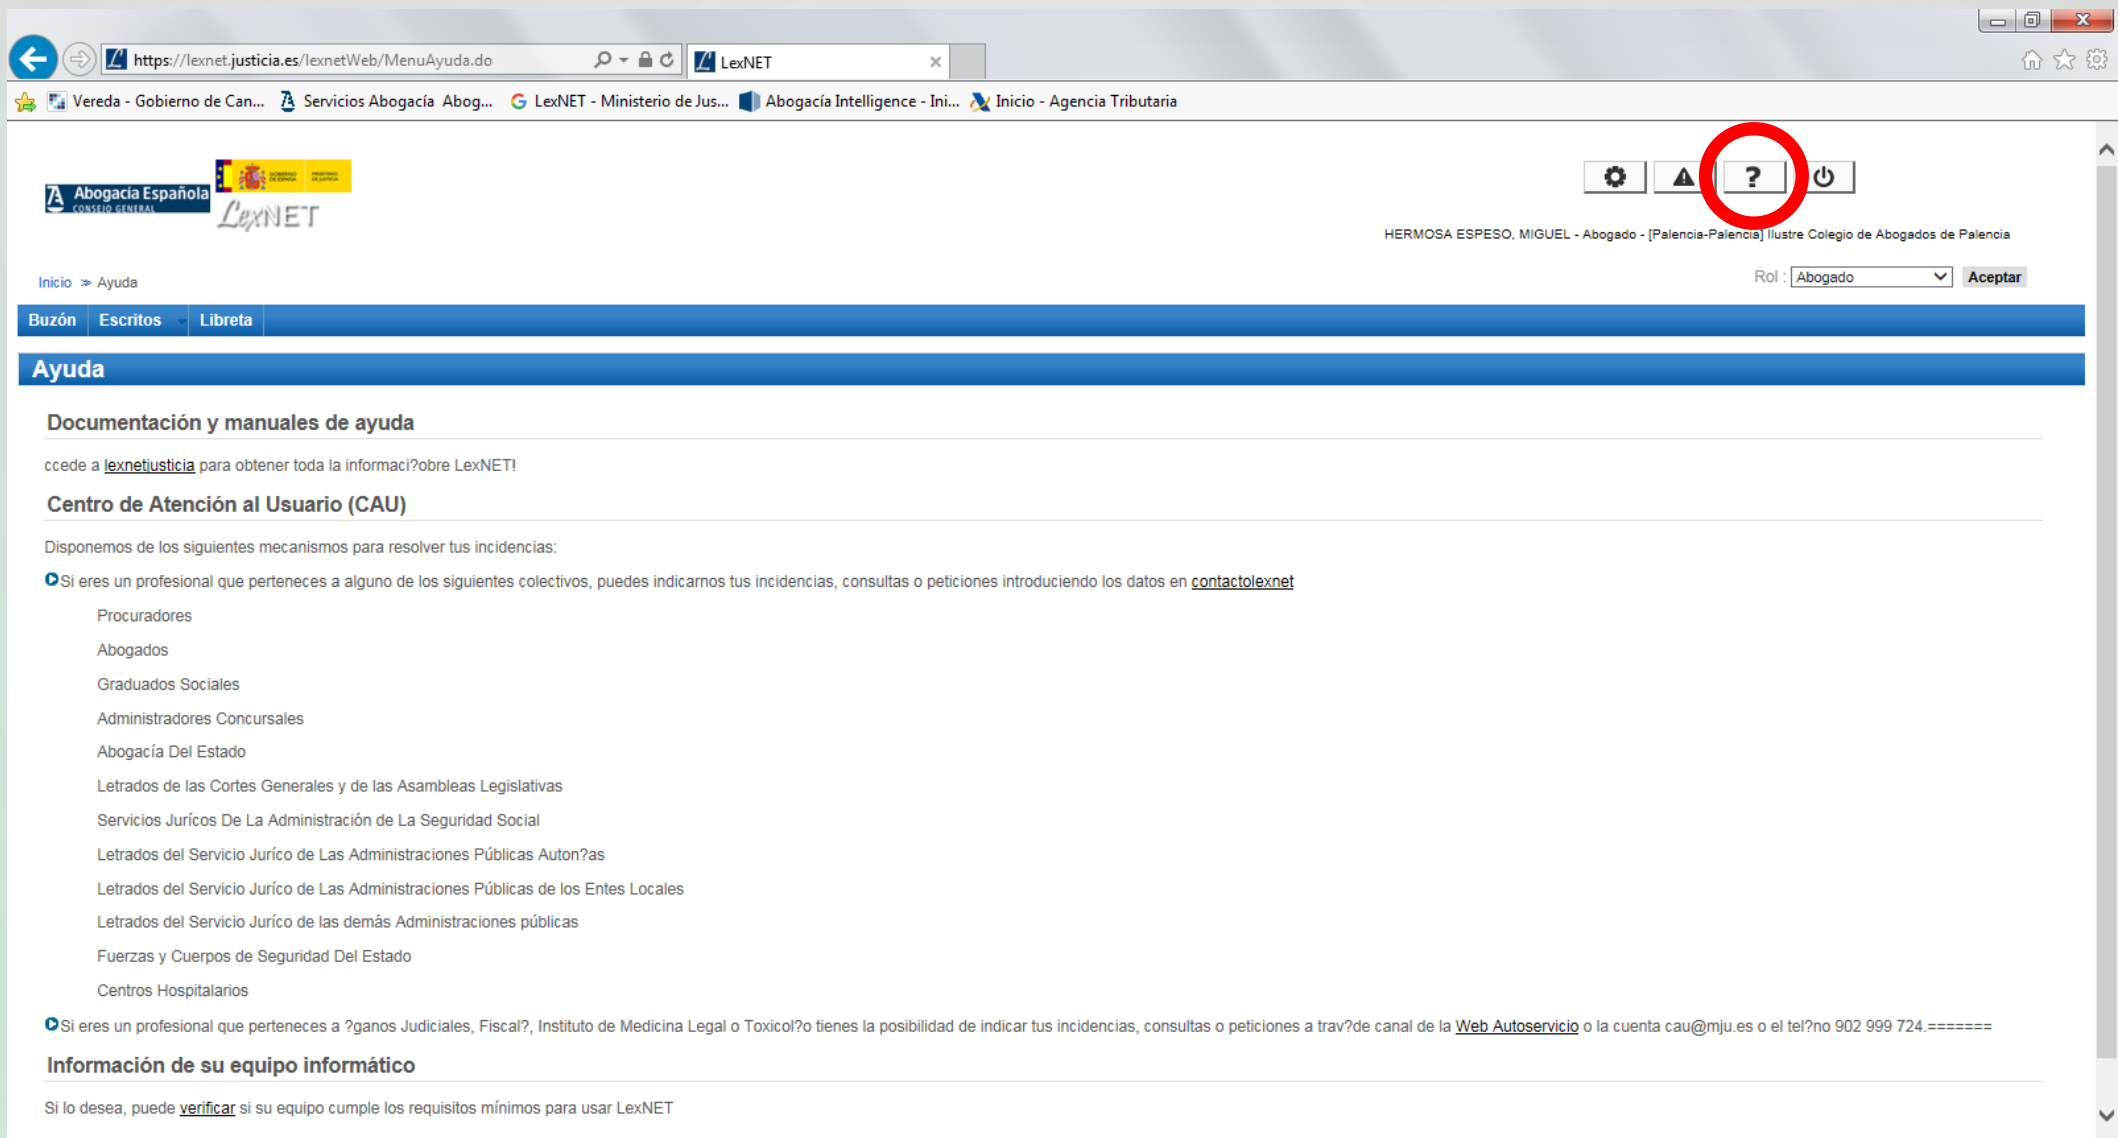 https://lexnet.justicia.es/lexnetWeb/MenuAyuda.do
LexNET
Vereda - Gobierno de Can...
Servicios Abogacía Abog...
LexNET - Ministerio de Jus...
Abogacía Intelligence - Ini...
Inicio - Agencia Tributaria
Abogacía Española
CONSEJO GENERAL
GOBIERNO DE ESPAÑA
MINISTERIO DE JUSTICIA
LexNET
?
HERMOSA ESPESO, MIGUEL - Abogado - [Palencia-Palencia] Ilustre Colegio de Abogados de Palencia
Inicio ≫ Ayuda
Rol : Abogado Aceptar
Buzón Escritos Libreta
Ayuda
Documentación y manuales de ayuda
ccede a lexnetjusticia para obtener toda la informaci?obre LexNET!
Centro de Atención al Usuario (CAU)
Disponemos de los siguientes mecanismos para resolver tus incidencias:
Si eres un profesional que perteneces a alguno de los siguientes colectivos, puedes indicarnos tus incidencias, consultas o peticiones introduciendo los datos en contactolexnet
Procuradores
Abogados
Graduados Sociales
Administradores Concursales
Abogacía Del Estado
Letrados de las Cortes Generales y de las Asambleas Legislativas
Servicios Jurícos De La Administración de La Seguridad Social
Letrados del Servicio Juríco de Las Administraciones Públicas Auton?as
Letrados del Servicio Juríco de Las Administraciones Públicas de los Entes Locales
Letrados del Servicio Juríco de las demás Administraciones públicas
Fuerzas y Cuerpos de Seguridad Del Estado
Centros Hospitalarios
Si eres un profesional que perteneces a ?ganos Judiciales, Fiscal?, Instituto de Medicina Legal o Toxicol?o tienes la posibilidad de indicar tus incidencias, consultas o peticiones a trav?de canal de la Web Autoservicio o la cuenta cau@mju.es o el tel?no 902 999 724.=======
Información de su equipo informático
Si lo desea, puede verificar si su equipo cumple los requisitos mínimos para usar LexNET